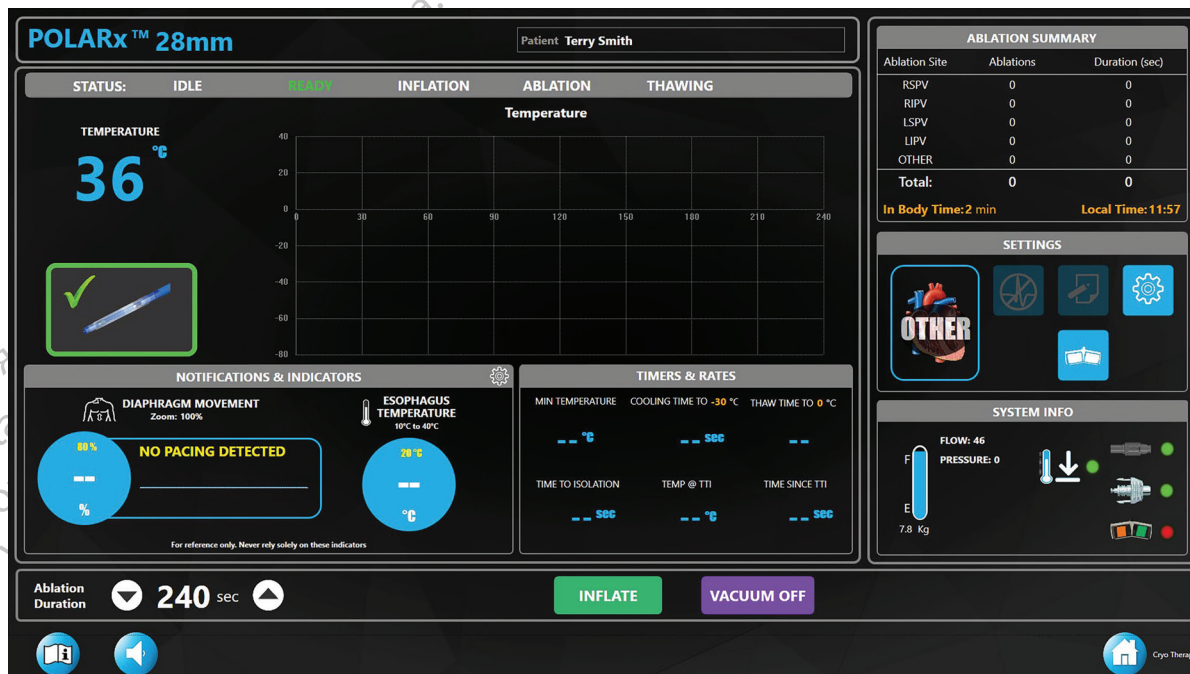 POLARx™ 28mm
Patient Terry Smith
STATUS: IDLE READY INFLATION ABLATION THAWING
TEMPERATURE
36 °C
Temperature
40
20
0
0 30 60 90 120 150 180 210 240
-20
-40
-60
-80
NOTIFICATIONS & INDICATORS
DIAPHRAGM MOVEMENT
Zoom: 100%
80 %
--
%
NO PACING DETECTED
ESOPHAGUS
TEMPERATURE
10°C to 40°C
20 °C
--
°C
For reference only. Never rely solely on these indicators
TIMERS & RATES
MIN TEMPERATURE COOLING TIME TO -30 °C THAW TIME TO 0 °C
-- °C -- sec --
TIME TO ISOLATION TEMP @ TTI TIME SINCE TTI
-- sec -- °C -- sec
ABLATION SUMMARY
Ablation Site Ablations Duration (sec)
RSPV 0 0
RIPV 0 0
LSPV 0 0
LIPV 0 0
OTHER 0 0
Total: 0 0
In Body Time:2 min Local Time:11:57
SETTINGS
OTHER
SYSTEM INFO
F
E
7.8 Kg
FLOW: 46
PRESSURE: 0
Ablation
Duration
240 sec
INFLATE
VACUUM OFF
i
Cryo